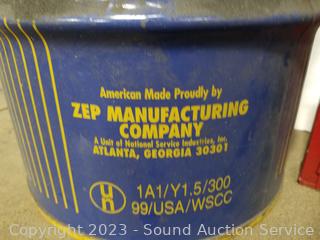 American Made Proudly by
ZEP MANUFACTURING
COMPANY
A Unit of National Service Industries, Inc.
ATLANTA, GEORGIA 30301
un
1A1/Y1.5/300
99/USA/WSCC
Copyright 2023 - Sound Auction Service